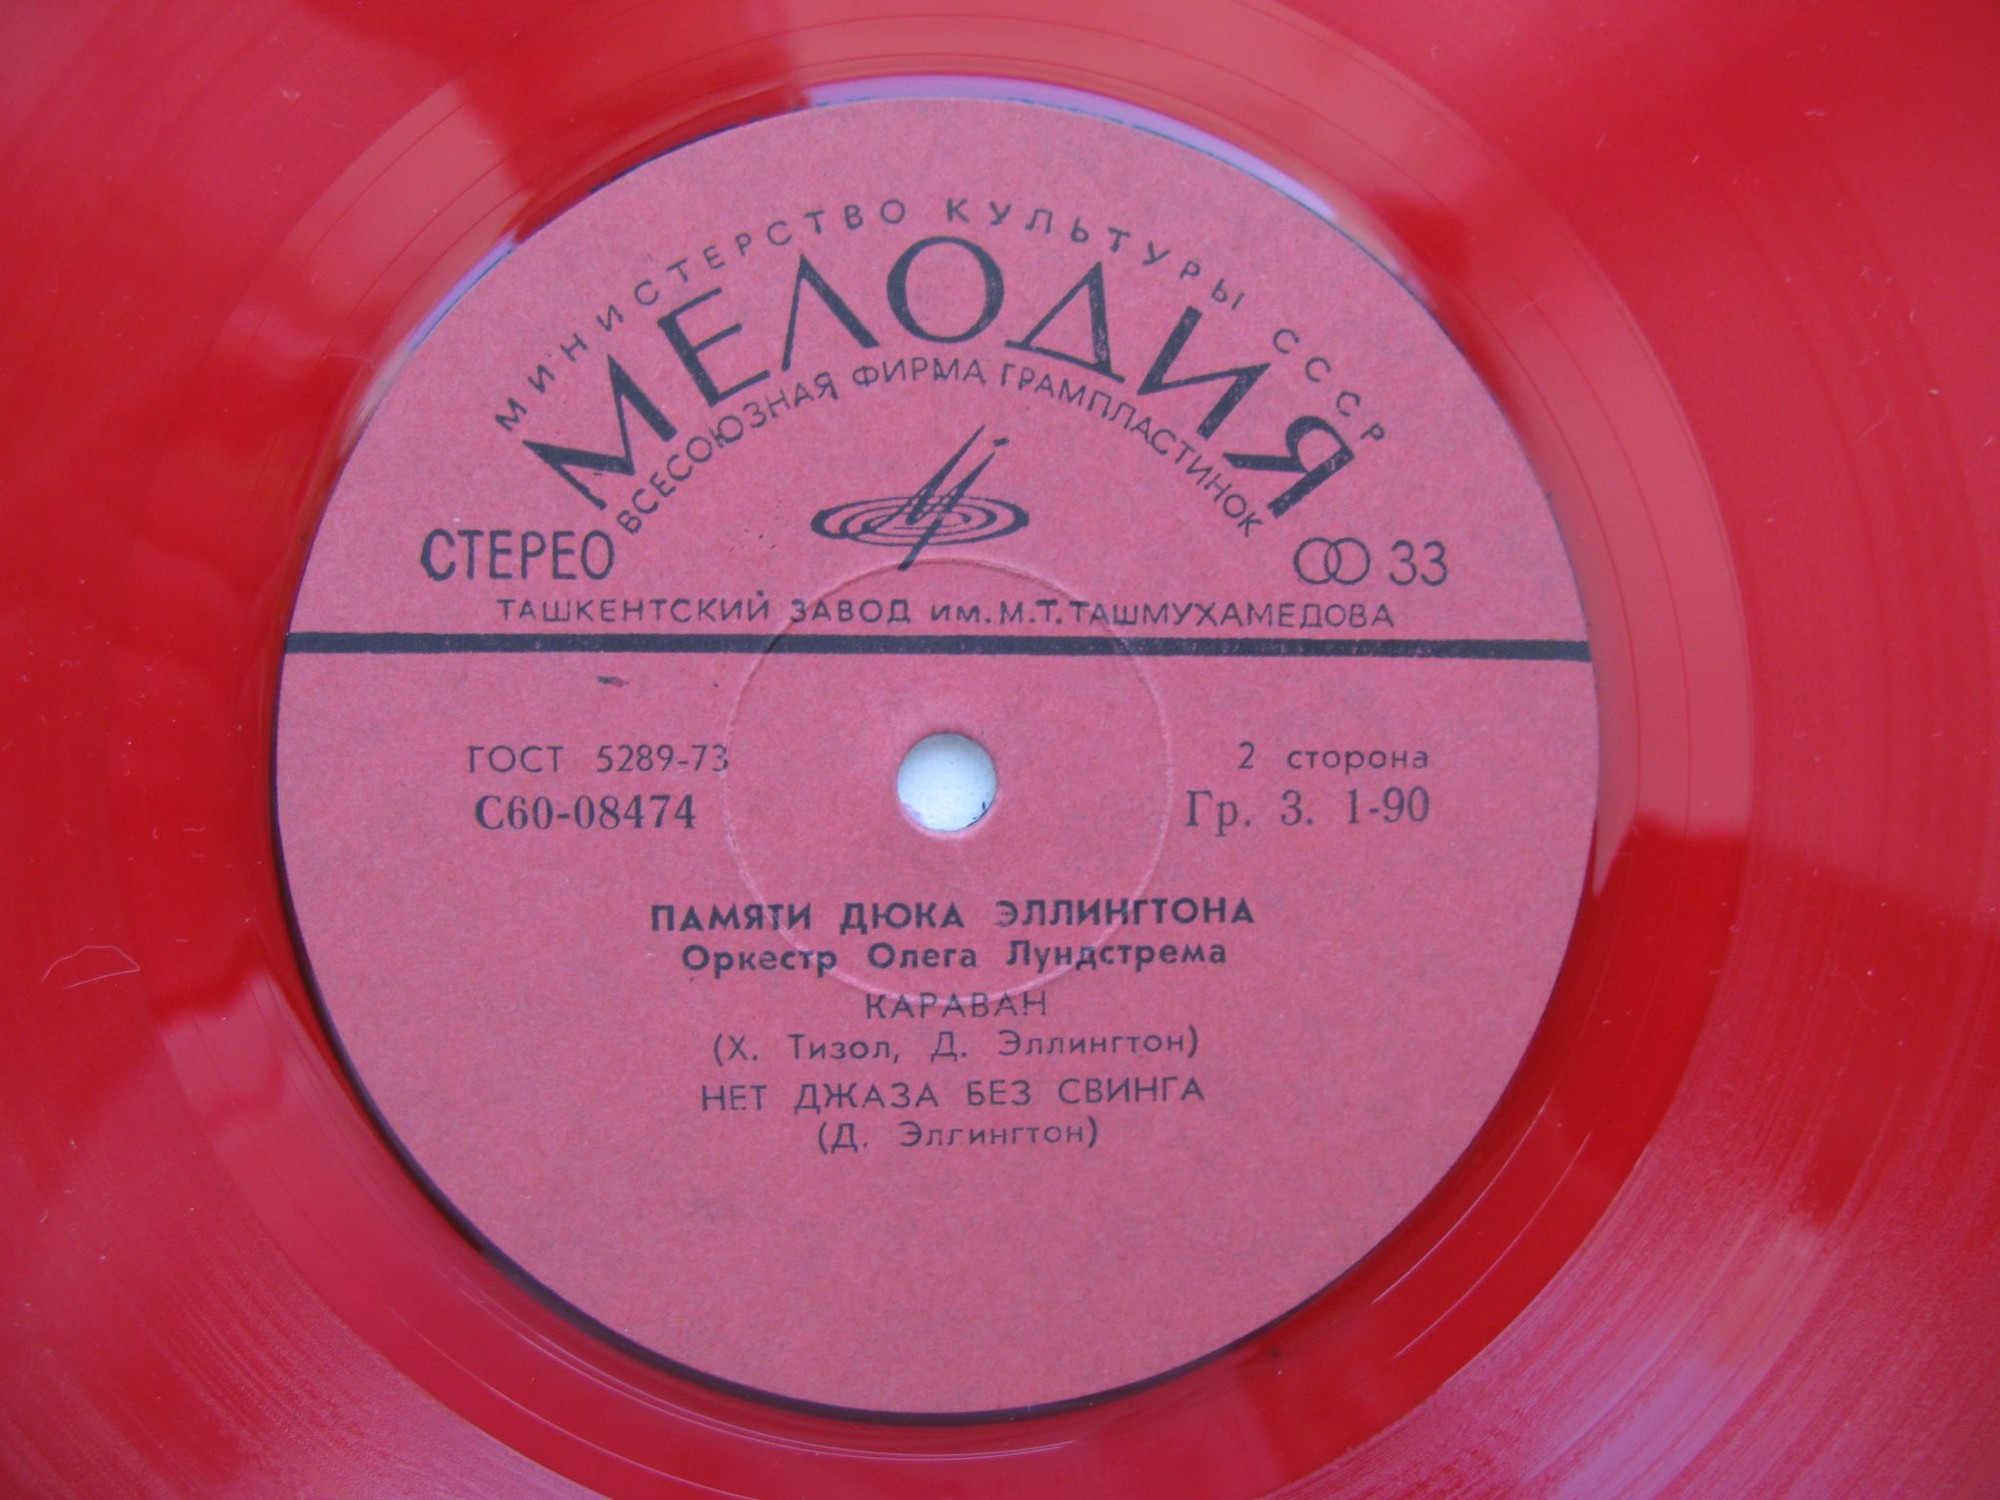 МИНИСТЕРСТВО КУЛЬТУРЫ СССР
МЕЛОДИЯ
ВСЕСОЮЗНАЯ ФИРМА ГРАМПЛАСТИНОК
СТЕРЕО 33
ТАШКЕНТСКИЙ ЗАВОД им. М.Т. ТАШМУХАМЕДОВА
ГОСТ 5289-73 2 сторона
С60-08474 Гр. 3. 1-90
ПАМЯТИ ДЮКА ЭЛЛИНГТОНА
Оркестр Олега Лундстрема
КАРАВАН
(Х. Тизол, Д. Эллингтон)
НЕТ ДЖАЗА БЕЗ СВИНГА
(Д. Элгингтон)